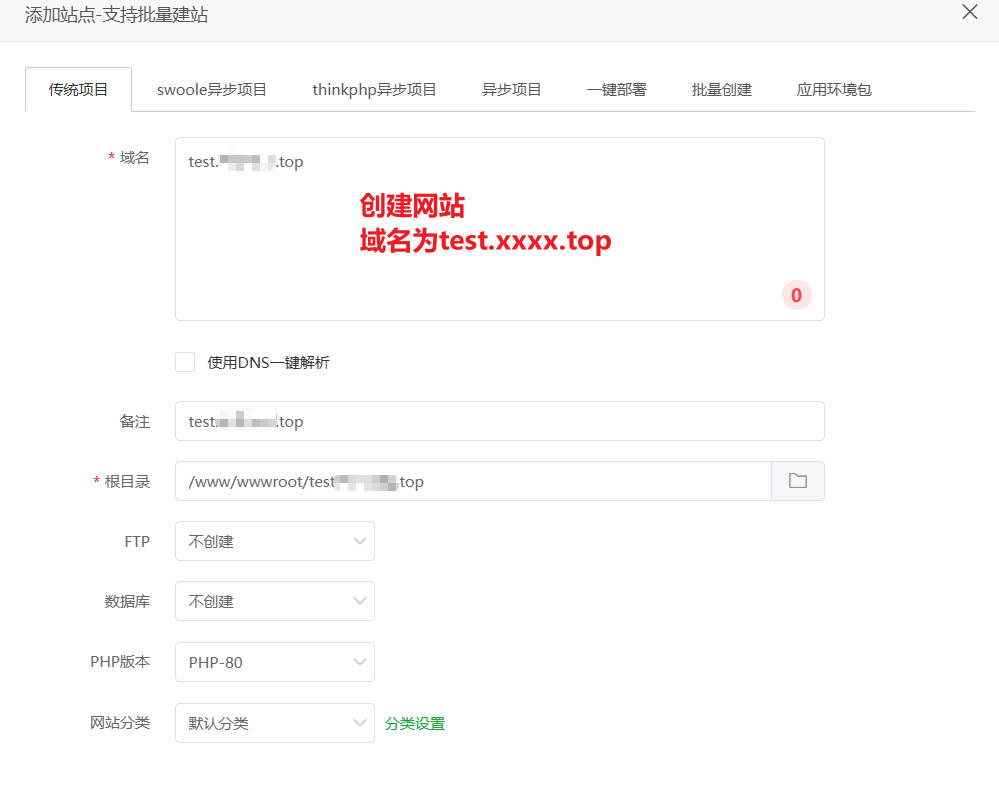 添加站点-支持批量建站
传统项目 swoole异步项目 thinkphp异步项目 异步项目 一键部署 批量创建 应用环境包
* 域名
test. .top
创建网站
域名为test.xxxx.top
0
使用DNS一键解析
备注 test. .top
* 根目录 /www/wwwroot/test .top
FTP 不创建
数据库 不创建
PHP版本 PHP-80
网站分类 默认分类 分类设置